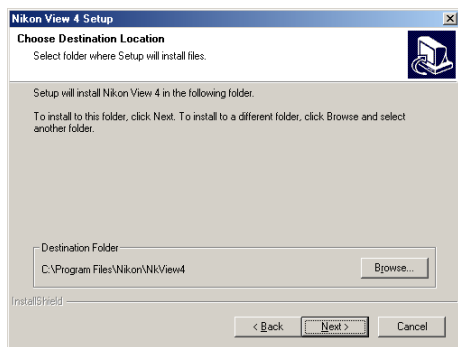 Nikon View 4 Setup
Choose Destination Location
Select folder where Setup will install files.
Setup will install Nikon View 4 in the following folder.
To install to this folder, click Next. To install to a different folder, click Browse and select
another folder.
Destination Folder
C:\Program Files\Nikon\NkView4
Browse...
InstallShield
< Back
Next >
Cancel